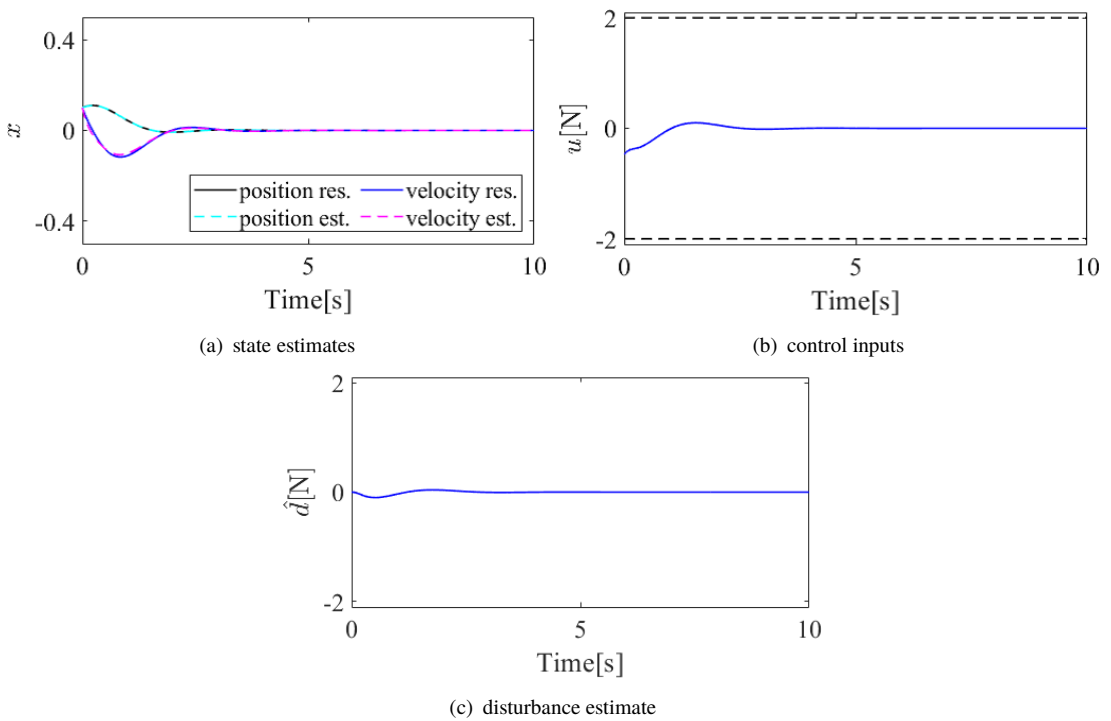 0.4
0
-0.4
x
position res.
velocity res.
position est.
velocity est.
0
5
10
Time[s]
(a) state estimates
2
0
-2
u[N]
0
5
10
Time[s]
(b) control inputs
2
0
-2
d̂[N]
0
5
10
Time[s]
(c) disturbance estimate